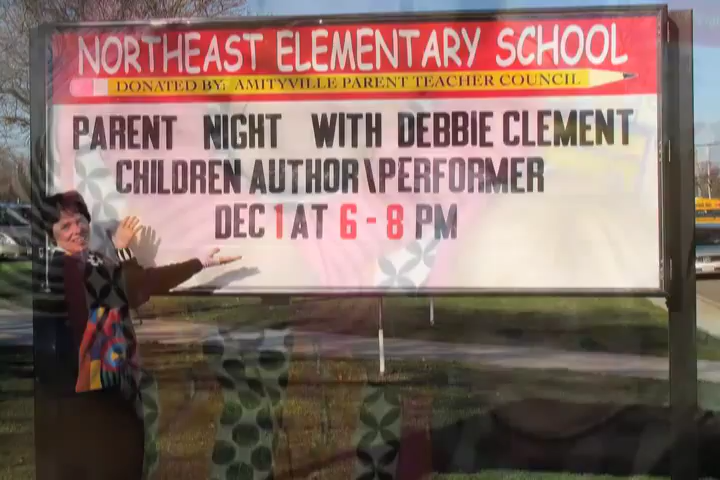 NORTHEAST ELEMENTARY SCHOOL
DONATED BY: AMITYVILLE PARENT TEACHER COUNCIL
PARENT NIGHT WITH DEBBIE CLEMENT
CHILDREN AUTHOR\PERFORMER
DEC 1 AT 6-8 PM